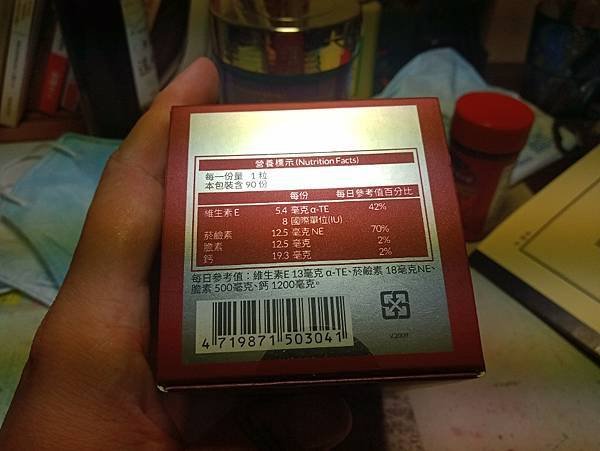 營養標示 (Nutrition Facts)
每一份量 1 粒
本包裝含 90 份
每份 每日參考值百分比
維生素 E 5.4 毫克 α-TE 42%
8 國際單位(IU)
菸鹼素 12.5 毫克 NE 70%
膽素 12.5 毫克 2%
鈣 19.3 毫克 2%
每日參考值：維生素E 13毫克 α-TE、菸鹼素 18毫克NE、
膽素 500毫克、鈣 1200毫克。
4 719871 503041